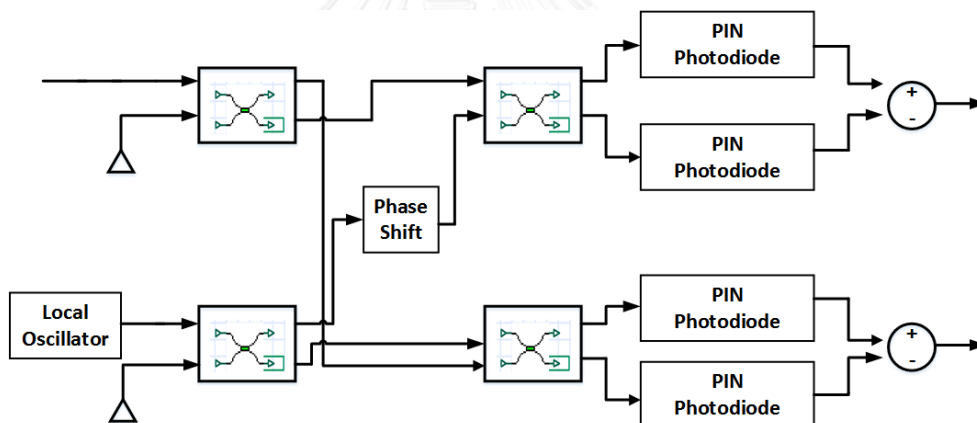 PIN
Photodiode
+
-
PIN
Photodiode
Phase
Shift
Local
Oscillator
PIN
Photodiode
+
-
PIN
Photodiode